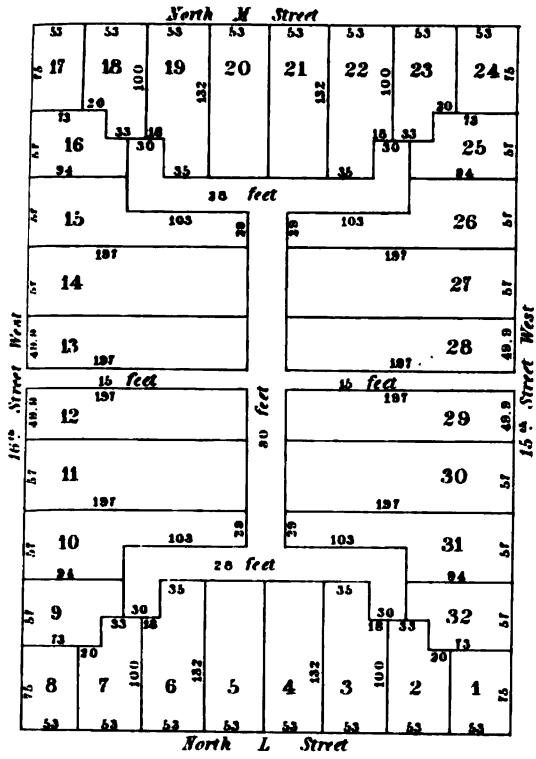 North M Street
53 53 53 53 53 53 53 53
75 17 18 100 19 132 20 21 132 22 100 23 24 75
20 20
73 33 18 18 33 73
16 30 30 25
57 94 35 35 94 57
28 feet
57 15 103 29 29 103 26 57
197 197
57 14 27 57
49.9 13 28 49.9
197 197
16th Street West 15 feet 15 feet 15th Street West
197 30 feet 197
49.9 12 29 49.9
57 11 30 57
197 197
57 10 103 29 29 103 31 57
28 feet
94 35 35 94
57 9 30 30 32 57
73 33 18 18 33 73
20 20
75 8 7 100 6 132 5 4 132 3 100 2 1 75
53 53 53 53 53 53 53 53
North L Street